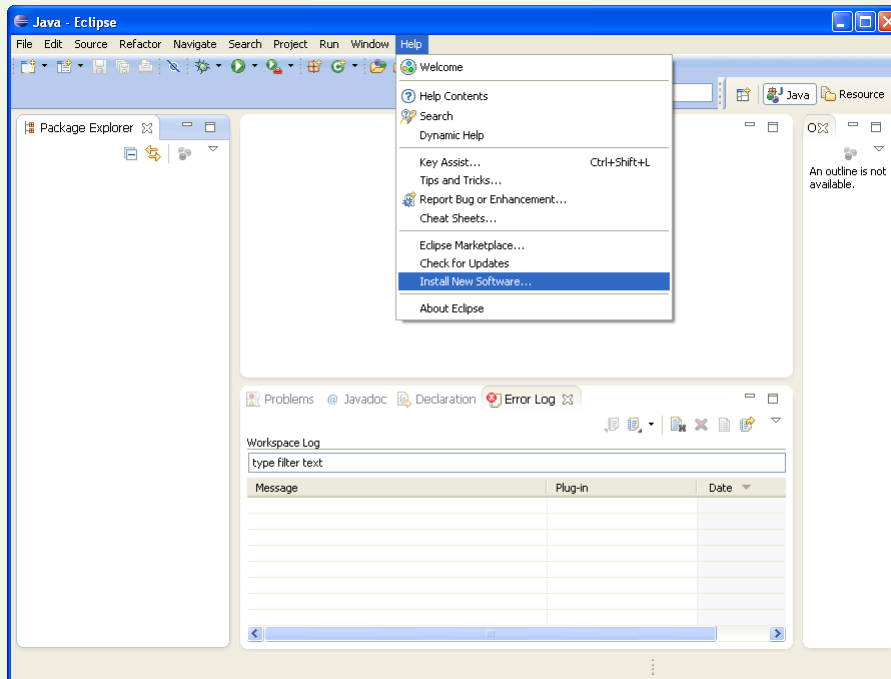 Java - Eclipse
File Edit Source Refactor Navigate Search Project Run Window Help
Welcome
Help Contents
Search
Dynamic Help
Key Assist... Ctrl+Shift+L
Tips and Tricks...
Report Bug or Enhancement...
Cheat Sheets...
Eclipse Marketplace...
Check for Updates
Install New Software...
About Eclipse
Java Resource
Package Explorer
O
An outline is not
available.
Problems @ Javadoc Declaration Error Log
Workspace Log
type filter text
Message Plug-in Date